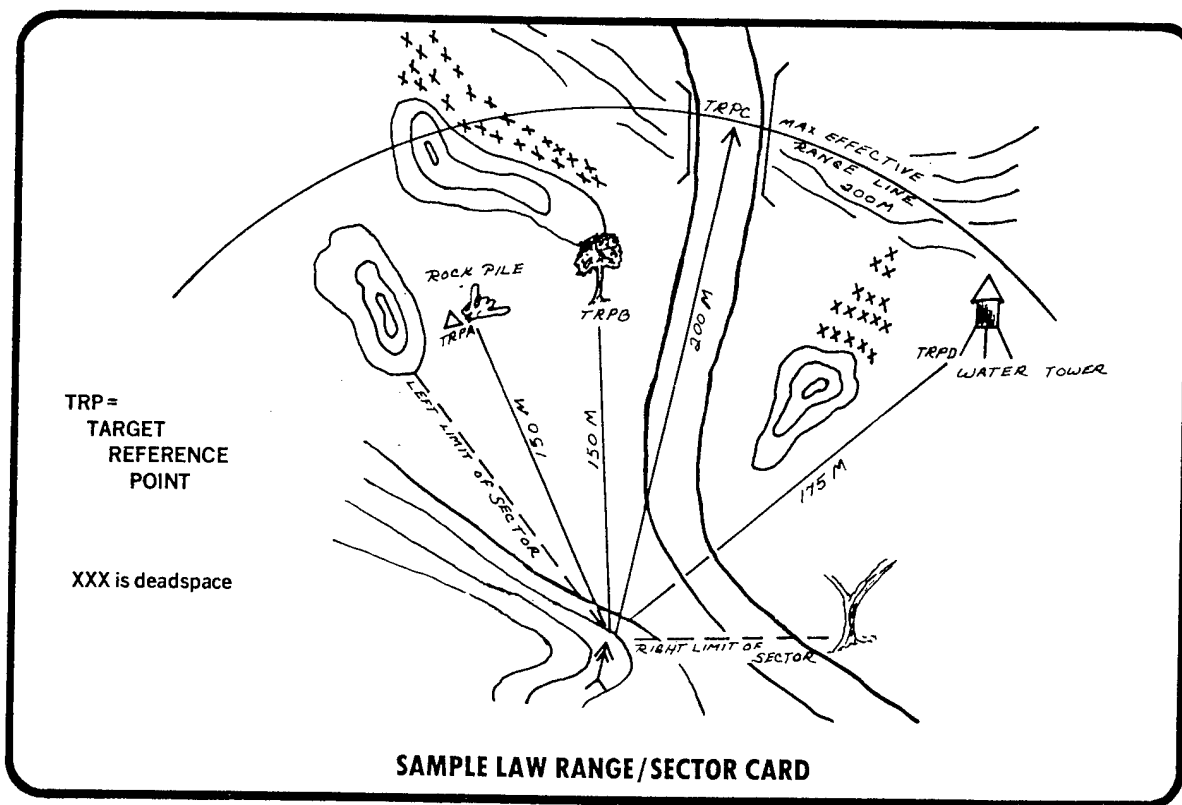 TRPC
MAX EFFECTIVE
RANGE LINE
200 M
ROCK PILE
TRPA
TRPB
200 M
TRPD
WATER TOWER
TRP =
TARGET
REFERENCE
POINT
LEFT LIMIT OF SECTOR
150 M
150 M
175 M
XXX is deadspace
RIGHT LIMIT OF
SECTOR
SAMPLE LAW RANGE/SECTOR CARD